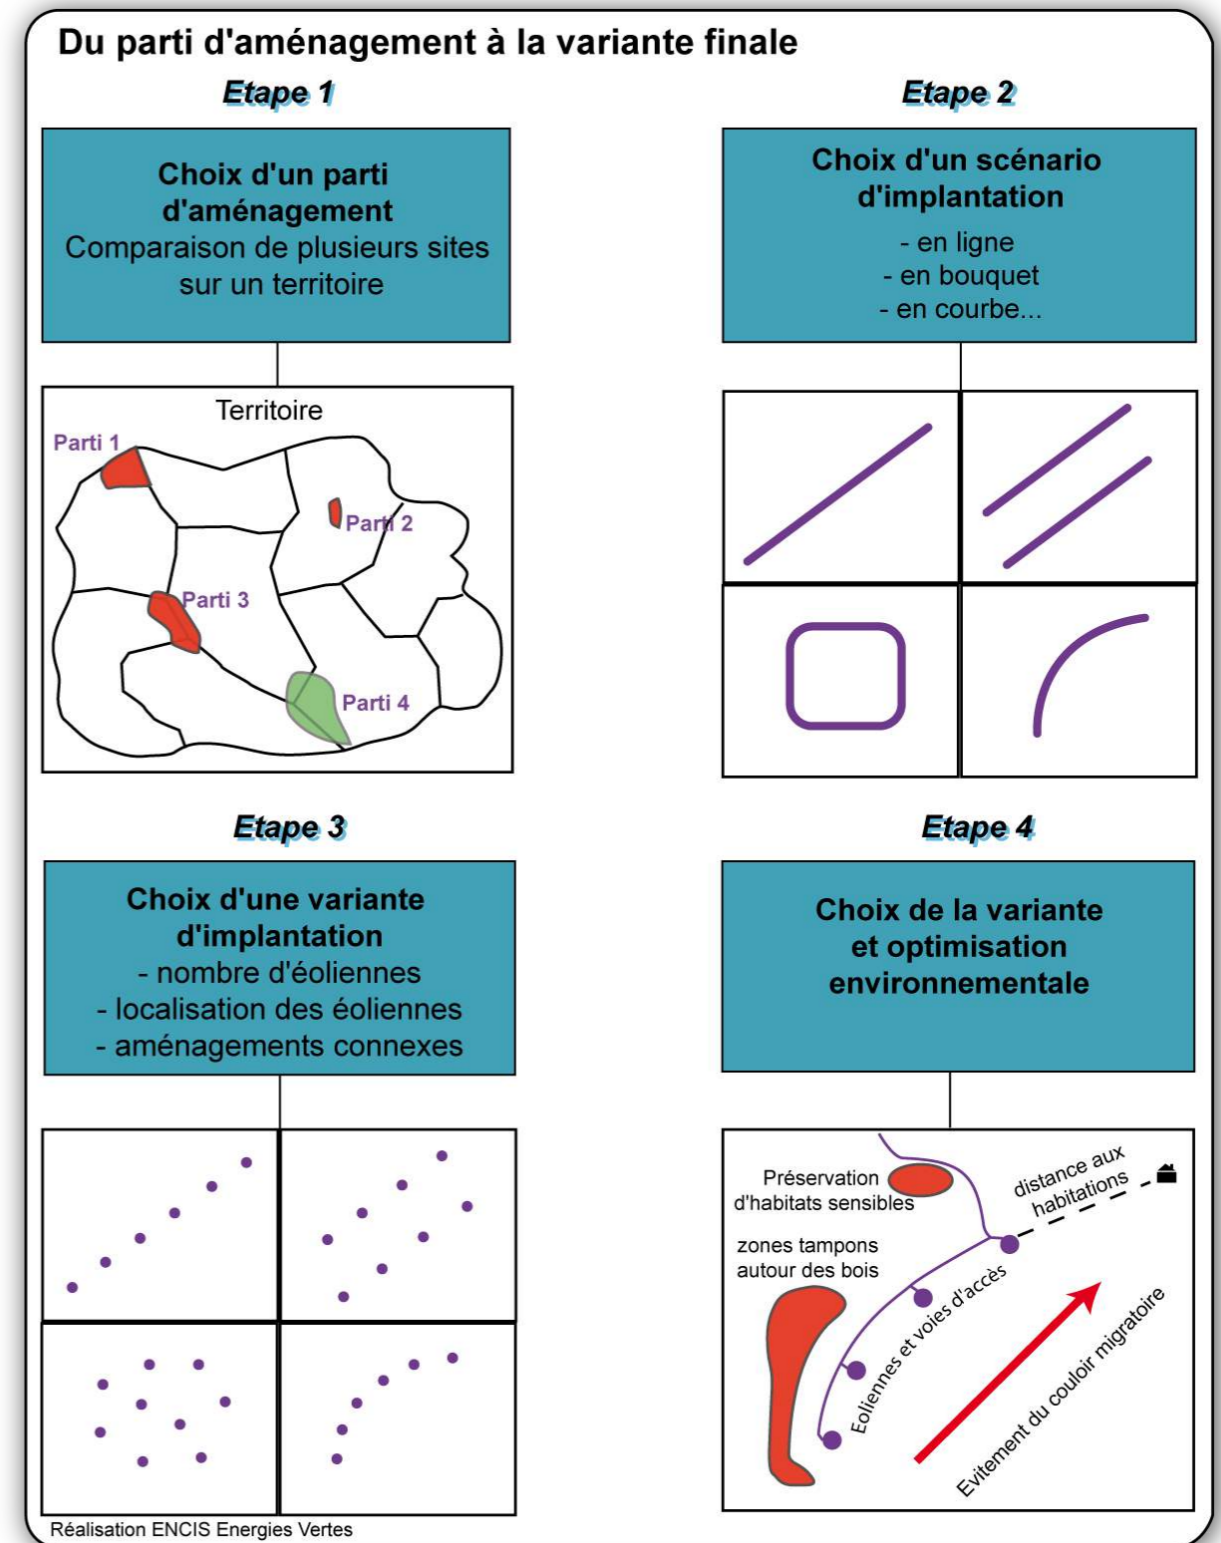 Du parti d'aménagement à la variante finale
Etape 1
Choix d'un parti
d'aménagement
Comparaison de plusieurs sites
sur un territoire
Territoire
Parti 1
Parti 2
Parti 3
Parti 4
Etape 2
Choix d'un scénario
d'implantation
- en ligne
- en bouquet
- en courbe...
Etape 3
Choix d'une variante
d'implantation
- nombre d'éoliennes
- localisation des éoliennes
- aménagements connexes
Etape 4
Choix de la variante
et optimisation
environnementale
Préservation
d'habitats sensibles
distance aux
habitations
zones tampons
autour des bois
Eoliennes et voies d'accès
Evitement du couloir migratoire
Réalisation ENCIS Energies Vertes